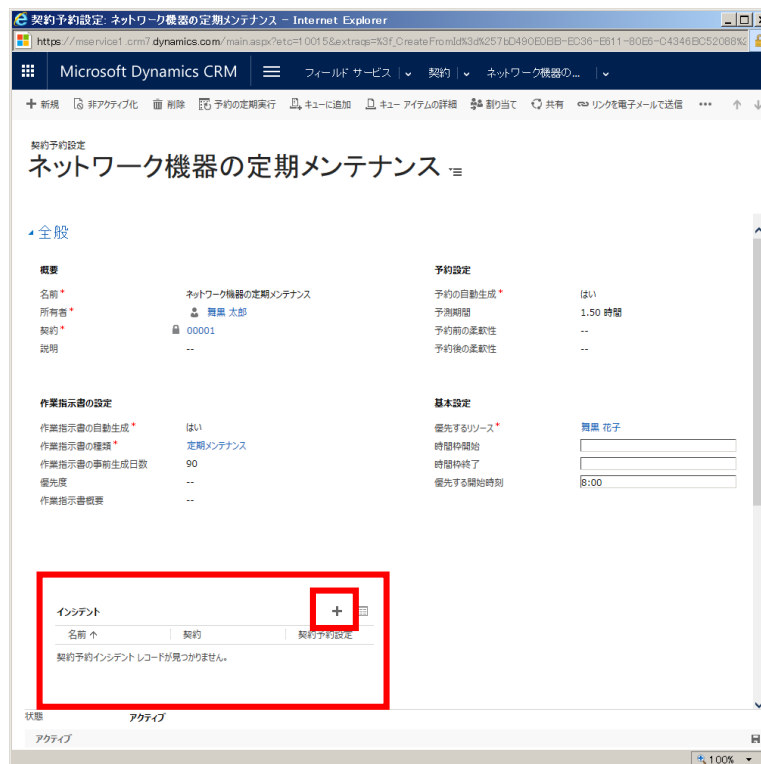 契約予約設定: ネットワーク機器の定期メンテナンス - Internet Explorer
https://mservice1.crm7.dynamics.com/main.aspx?etc=10015&extraqs=%3f_CreateFromId%3d%257bD490E0BB-EC36-E611-80E6-C4346BC52088%2
Microsoft Dynamics CRM フィールド サービス 契約 ネットワーク機器の...
新規 非アクティブ化 削除 予約の定期実行 キューに追加 キュー アイテムの詳細 割り当て 共有 リンクを電子メールで送信 •••
契約予約設定
ネットワーク機器の定期メンテナンス
全般
概要 予約設定
名前* ネットワーク機器の定期メンテナンス 予約の自動生成* はい
所有者* 舞黒 太郎 予測期間 1.50 時間
契約* 00001 予約前の柔軟性 --
説明 -- 予約後の柔軟性 --
作業指示書の設定 基本設定
作業指示書の自動生成* はい 優先するリソース* 舞黒 花子
作業指示書の種類* 定期メンテナンス 時間枠開始
作業指示書の事前生成日数 90 時間枠終了
優先度 -- 優先する開始時刻 8:00
作業指示書概要 --
インシデント +
名前 ↑ 契約 契約予約設定
契約予約インシデント レコードが見つかりません。
状態 アクティブ
アクティブ
100%